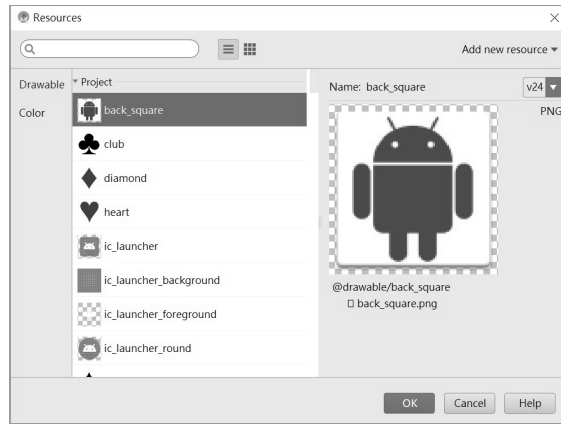 Resources
Add new resource
Drawable
Color
Project
back_square
club
diamond
heart
ic_launcher
ic_launcher_background
ic_launcher_foreground
ic_launcher_round
Name: back_square
v24
PNG
@drawable/back_square
back_square.png
OK
Cancel
Help